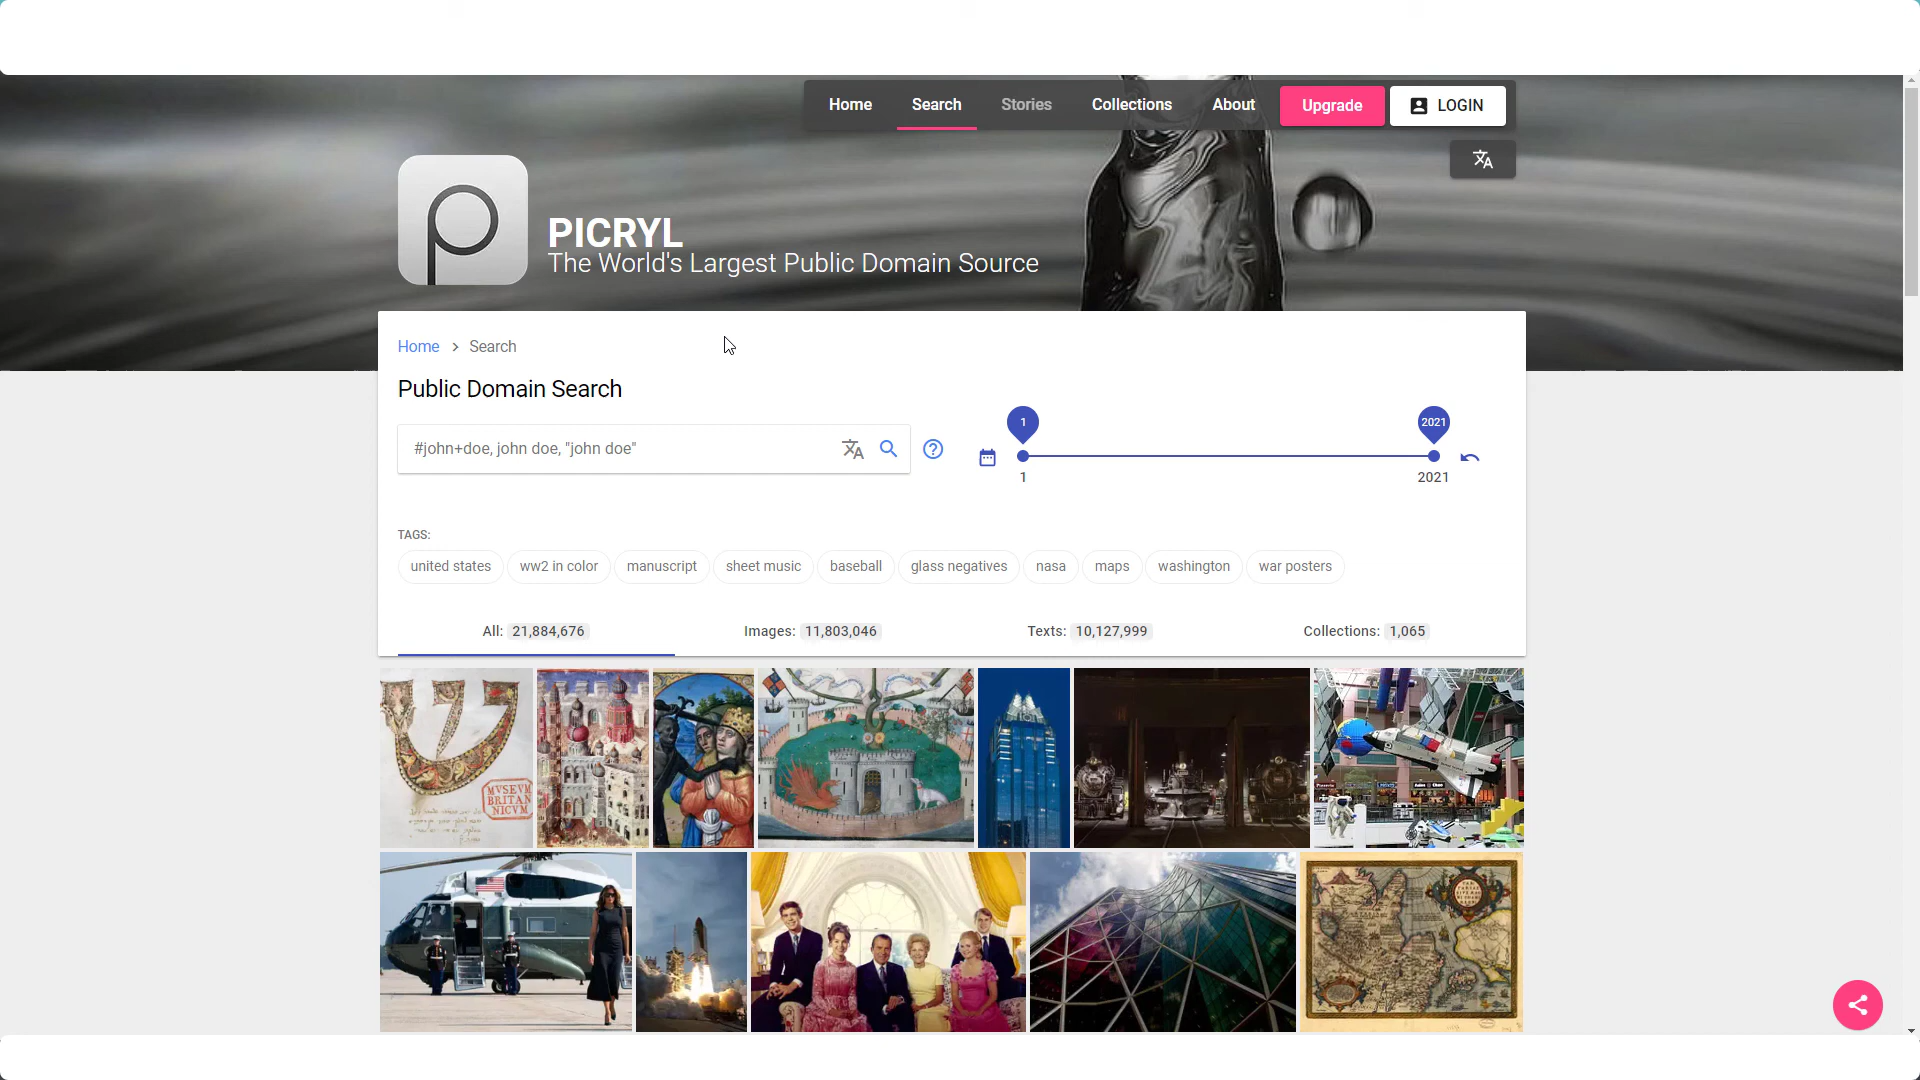 Home Search Stories Collections About Upgrade LOGIN
PICRYL
The World's Largest Public Domain Source
Home > Search
Public Domain Search
#john+doe, john doe, "john doe"
1 2021
1 2021
TAGS:
united states ww2 in color manuscript sheet music baseball glass negatives nasa maps washington war posters
All: 21,884,676 Images: 11,803,046 Texts: 10,127,999 Collections: 1,065
MVSEVM
BRITAN
NICVM